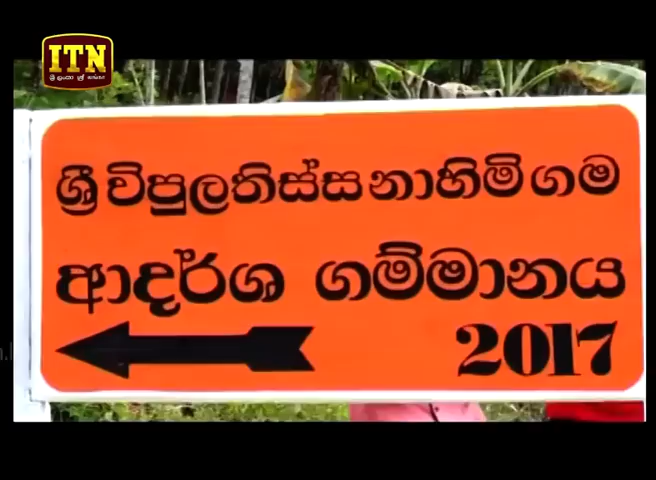 ITN
ශ්‍රී ලංකා
ශ්‍රී විපුලතිස්ස නාහිමි ගම
ආදර්ශ ගම්මානය
2017